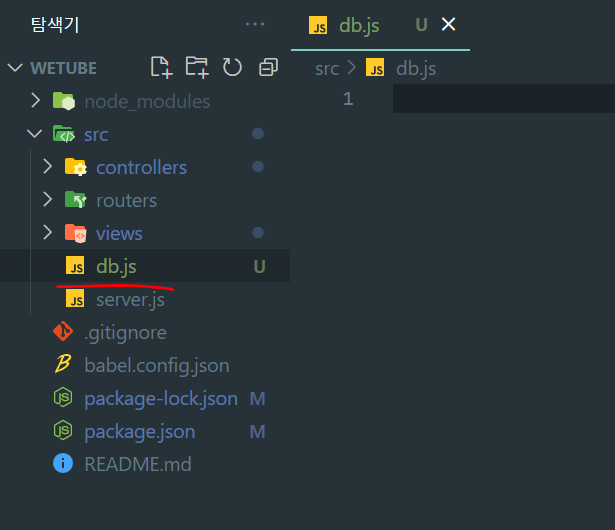 탐색기 ···
db.js U
WETUBE
src > JS db.js
node_modules
1
src
controllers
routers
views
JS db.js U
JS server.js
.gitignore
babel.config.json
package-lock.json M
package.json M
README.md